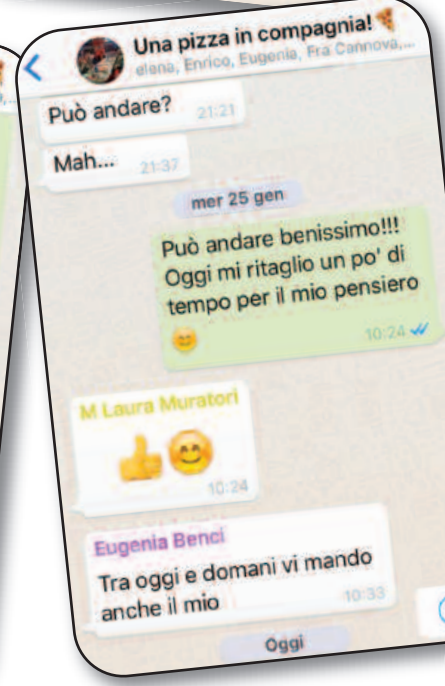 Una pizza in compagnia! 🍕
elena, Enrico, Eugenia, Fra Cannova,...
Può andare? 21:21
Mah... 21:37
mer 25 gen
Può andare benissimo!!!
Oggi mi ritaglio un po' di
tempo per il mio pensiero
😊 10:24
M Laura Muratori
👍😊
10:24
Eugenia Benci
Tra oggi e domani vi mando
anche il mio 10:33
Oggi